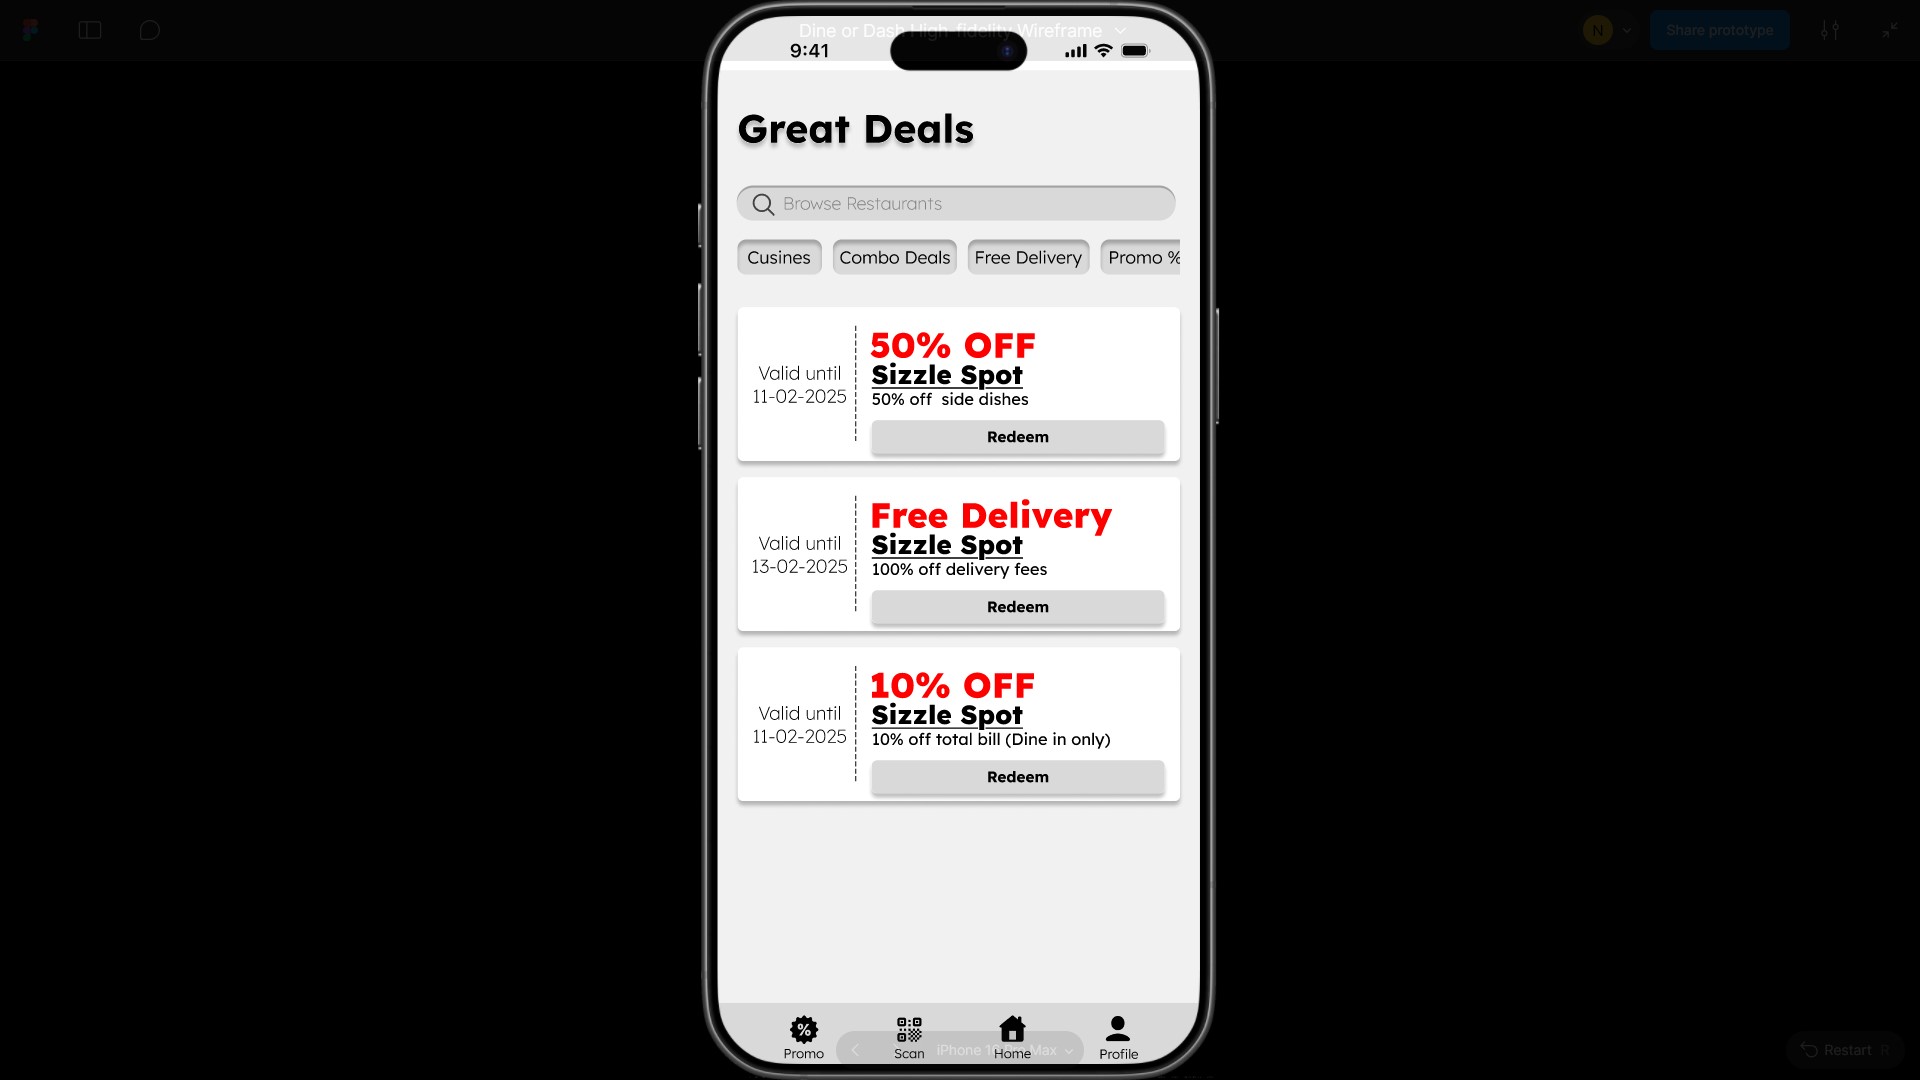 Dine or Dash High-fidelity Wireframe
N
Share prototype
9:41
Great Deals
Browse Restaurants
Cusines
Combo Deals
Free Delivery
Promo %
50% OFF
Sizzle Spot
50% off  side dishes
Valid until
11-02-2025
Redeem
Free Delivery
Sizzle Spot
100% off delivery fees
Valid until
13-02-2025
Redeem
10% OFF
Sizzle Spot
10% off total bill (Dine in only)
Valid until
11-02-2025
Redeem
%
Promo
Scan
Home
Profile
iPhone 16 Pro Max
Restart R